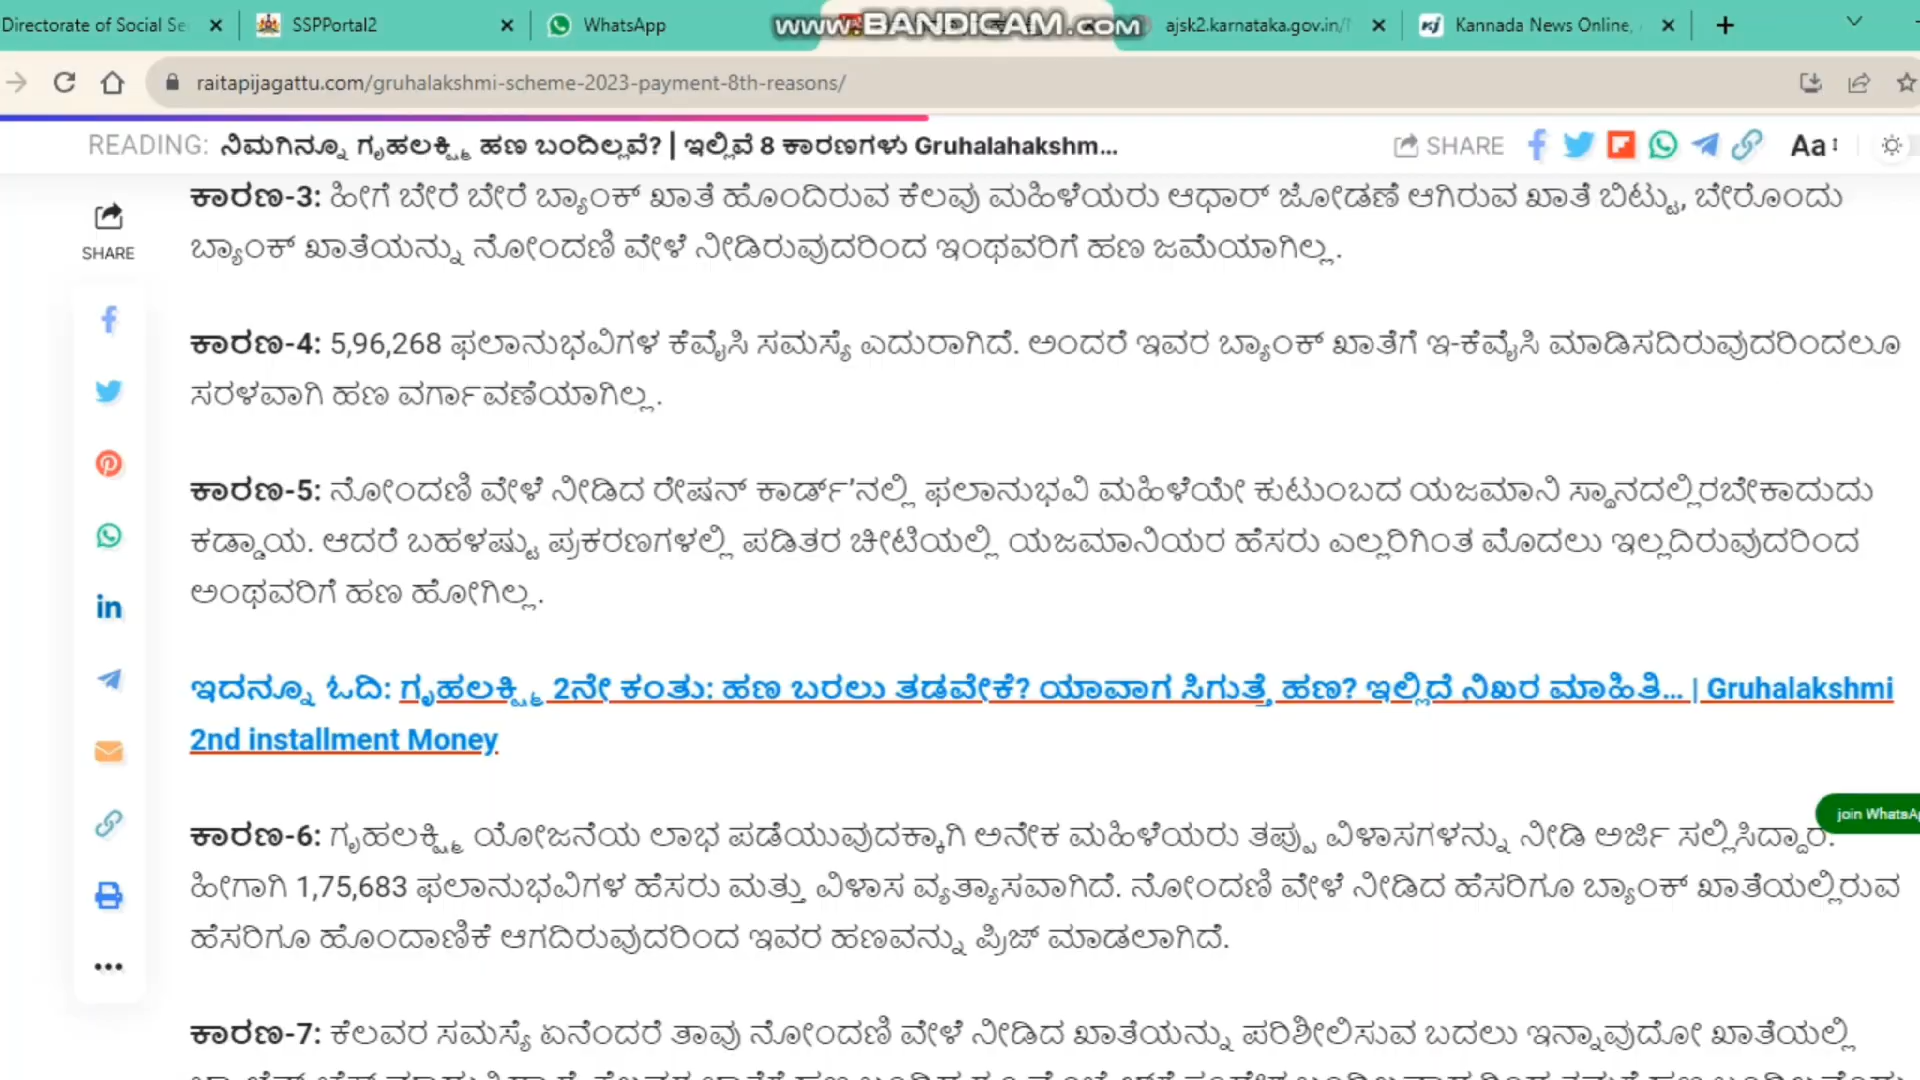 Directorate of Social Se
SSPPortal2
WhatsApp
www.BANDICAM.com
ajsk2.karnataka.gov.in/
Kannada News Online,
raitapijagattu.com/gruhalakshmi-scheme-2023-payment-8th-reasons/
READING: ನಿಮಗಿನ್ನೂ ಗೃಹಲಕ್ಷ್ಮಿ ಹಣ ಬಂದಿಲ್ಲವೆ? | ಇಲ್ಲಿವೆ 8 ಕಾರಣಗಳು Gruhalahakshm...
SHARE
Aa
SHARE
ಕಾರಣ-3: ಹೀಗೆ ಬೇರೆ ಬೇರೆ ಬ್ಯಾಂಕ್ ಖಾತೆ ಹೊಂದಿರುವ ಕೆಲವು ಮಹಿಳೆಯರು ಆಧಾರ್ ಜೋಡಣೆ ಆಗಿರುವ ಖಾತೆ ಬಿಟ್ಟು, ಬೇರೊಂದು
ಬ್ಯಾಂಕ್ ಖಾತೆಯನ್ನು ನೋಂದಣಿ ವೇಳೆ ನೀಡಿರುವುದರಿಂದ ಇಂಥವರಿಗೆ ಹಣ ಜಮೆಯಾಗಿಲ್ಲ.
ಕಾರಣ-4: 5,96,268 ಫಲಾನುಭವಿಗಳ ಕೆವೈಸಿ ಸಮಸ್ಯೆ ಎದುರಾಗಿದೆ. ಅಂದರೆ ಇವರ ಬ್ಯಾಂಕ್ ಖಾತೆಗೆ ಇ-ಕೆವೈಸಿ ಮಾಡಿಸದಿರುವುದರಿಂದಲೂ
ಸರಳವಾಗಿ ಹಣ ವರ್ಗಾವಣೆಯಾಗಿಲ್ಲ.
ಕಾರಣ-5: ನೋಂದಣಿ ವೇಳೆ ನೀಡಿದ ರೇಷನ್ ಕಾರ್ಡ್'ನಲ್ಲಿ ಫಲಾನುಭವಿ ಮಹಿಳೆಯೇ ಕುಟುಂಬದ ಯಜಮಾನಿ ಸ್ಥಾನದಲ್ಲಿರಬೇಕಾದುದು
ಕಡ್ಡಾಯ. ಆದರೆ ಬಹಳಷ್ಟು ಪ್ರಕರಣಗಳಲ್ಲಿ ಪಡಿತರ ಚೀಟಿಯಲ್ಲಿ ಯಜಮಾನಿಯರ ಹೆಸರು ಎಲ್ಲರಿಗಿಂತ ಮೊದಲು ಇಲ್ಲದಿರುವುದರಿಂದ
ಅಂಥವರಿಗೆ ಹಣ ಹೋಗಿಲ್ಲ.
ಇದನ್ನೂ ಓದಿ: ಗೃಹಲಕ್ಷ್ಮಿ 2ನೇ ಕಂತು: ಹಣ ಬರಲು ತಡವೇಕೆ? ಯಾವಾಗ ಸಿಗುತ್ತೆ ಹಣ? ಇಲ್ಲಿದೆ ನಿಖರ ಮಾಹಿತಿ... | Gruhalakshmi
2nd installment Money
join WhatsAp
ಕಾರಣ-6: ಗೃಹಲಕ್ಷ್ಮಿ ಯೋಜನೆಯ ಲಾಭ ಪಡೆಯುವುದಕ್ಕಾಗಿ ಅನೇಕ ಮಹಿಳೆಯರು ತಪ್ಪು ವಿಳಾಸಗಳನ್ನು ನೀಡಿ ಅರ್ಜಿ ಸಲ್ಲಿಸಿದ್ದಾರೆ.
ಹೀಗಾಗಿ 1,75,683 ಫಲಾನುಭವಿಗಳ ಹೆಸರು ಮತ್ತು ವಿಳಾಸ ವ್ಯತ್ಯಾಸವಾಗಿದೆ. ನೋಂದಣಿ ವೇಳೆ ನೀಡಿದ ಹೆಸರಿಗೂ ಬ್ಯಾಂಕ್ ಖಾತೆಯಲ್ಲಿರುವ
ಹೆಸರಿಗೂ ಹೊಂದಾಣಿಕೆ ಆಗದಿರುವುದರಿಂದ ಇವರ ಹಣವನ್ನು ಫ್ರಿಜ್ ಮಾಡಲಾಗಿದೆ.
ಕಾರಣ-7: ಕೆಲವರ ಸಮಸ್ಯೆ ಏನೆಂದರೆ ತಾವು ನೋಂದಣಿ ವೇಳೆ ನೀಡಿದ ಖಾತೆಯನ್ನು ಪರಿಶೀಲಿಸುವ ಬದಲು ಇನ್ನಾವುದೋ ಖಾತೆಯಲ್ಲಿ